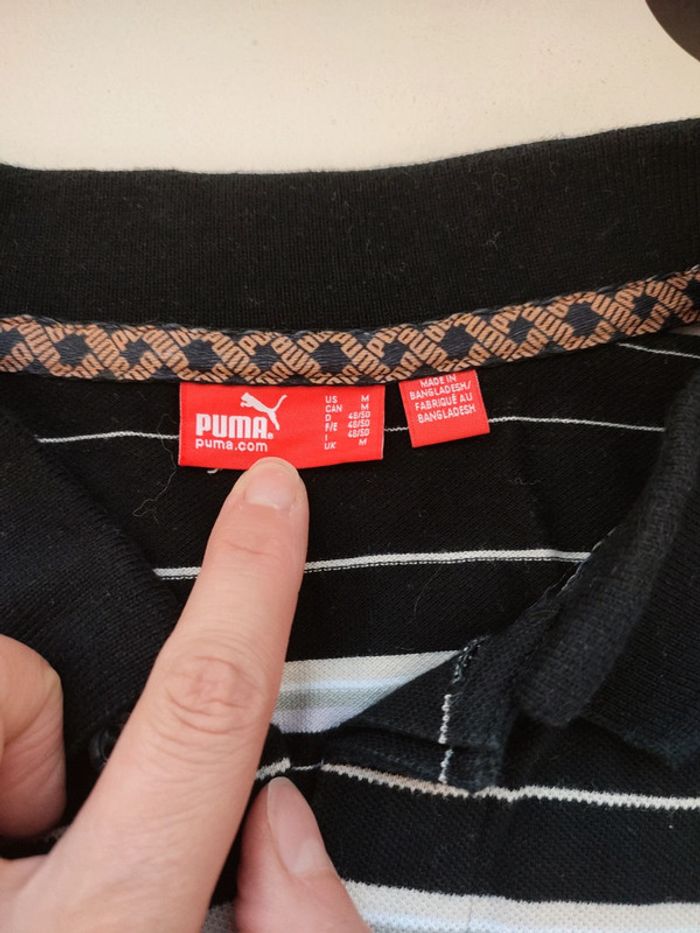 PUMA.
puma.com
US M
CAN M
D 48/50
F/E 48/50
I 48/50
UK M
MADE IN
BANGLADESH/
FABRIQUÉ AU
BANGLADESH